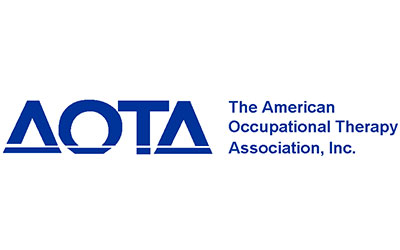 AOTA
The American
Occupational Therapy
Association, Inc.